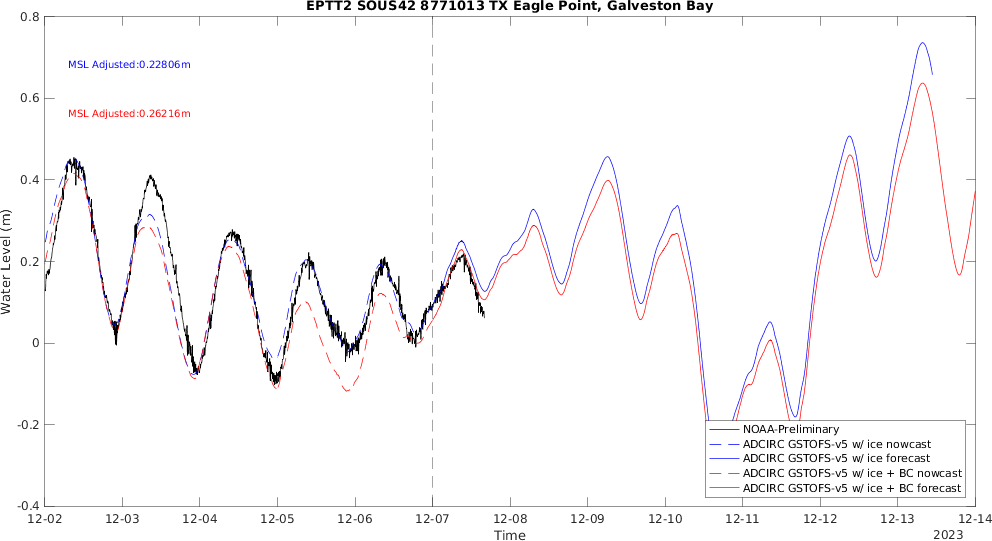 EPTT2 SOUS42 8771013 TX Eagle Point, Galveston Bay
MSL Adjusted:0.22806m
MSL Adjusted:0.26216m
Water Level (m)
0.8
0.6
0.4
0.2
0
-0.2
-0.4
NOAA-Preliminary
ADCIRC GSTOFS-v5 w/ ice nowcast
ADCIRC GSTOFS-v5 w/ ice forecast
ADCIRC GSTOFS-v5 w/ ice + BC nowcast
ADCIRC GSTOFS-v5 w/ ice + BC forecast
12-02 12-03 12-04 12-05 12-06 12-07 12-08 12-09 12-10 12-11 12-12 12-13 12-14
Time
2023